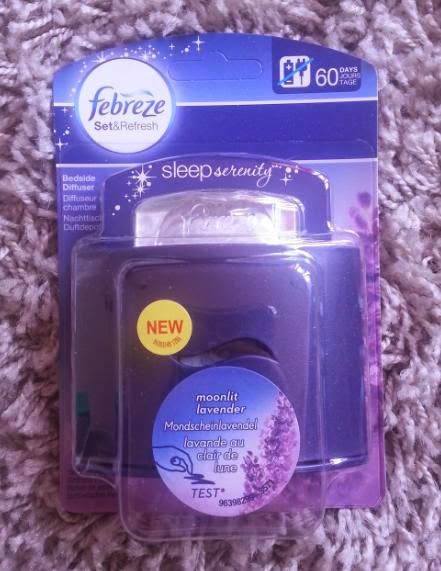 febreze
Set&Refresh
60 DAYS
JOURS
TAGE
sleep serenity
Bedside
Diffuser
Diffuseur
chambre
Nachttisch
NEW
moonlit
lavender
Mondscheinlavendel
lavande au
clair de
lune
TEST*